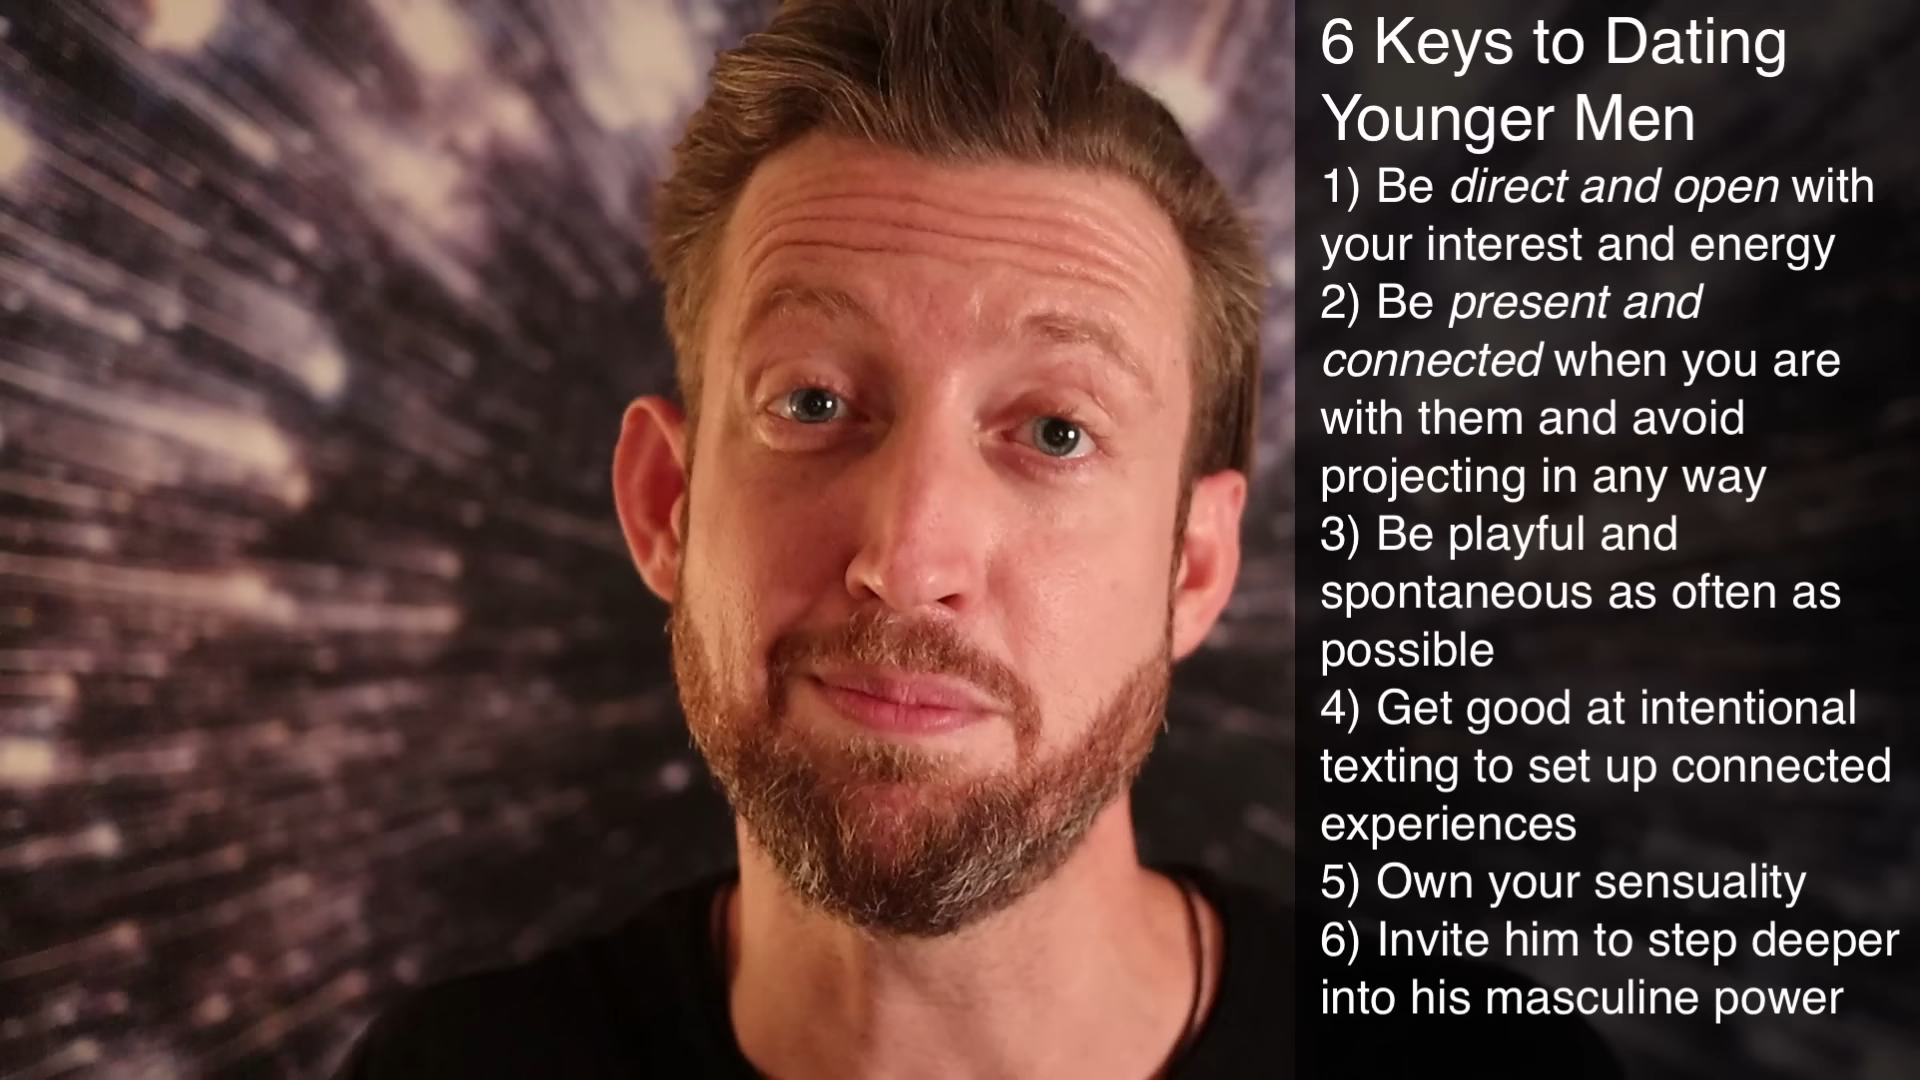 6 Keys to Dating
Younger Men
1) Be direct and open with
your interest and energy
2) Be present and
connected when you are
with them and avoid
projecting in any way
3) Be playful and
spontaneous as often as
possible
4) Get good at intentional
texting to set up connected
experiences
5) Own your sensuality
6) Invite him to step deeper
into his masculine power